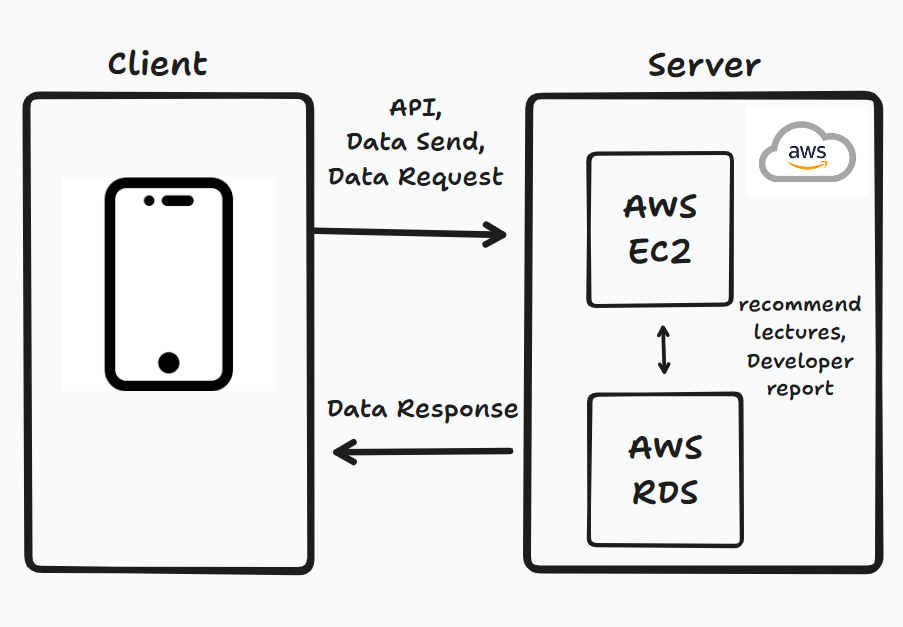 Client
Server
API,
Data Send,
Data Request
aws
AWS
EC2
recommend
lectures,
Developer
report
Data Response
AWS
RDS